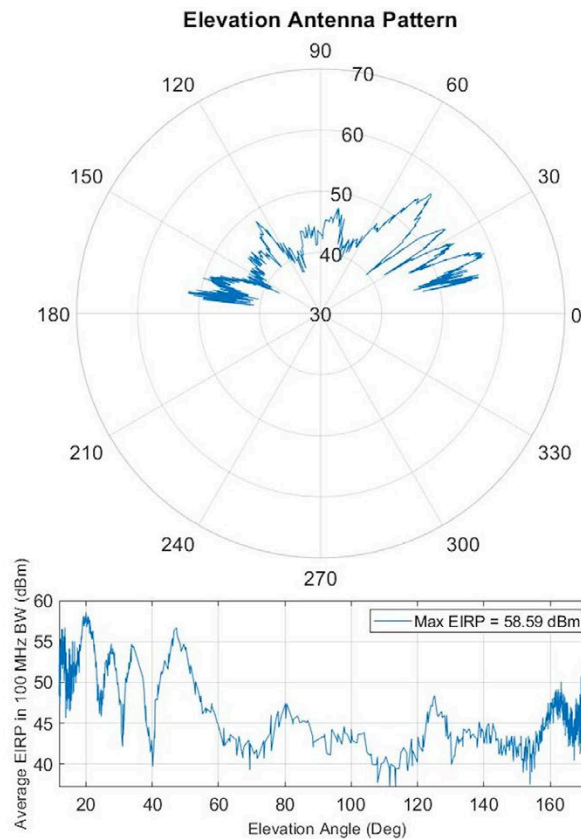 Elevation Antenna Pattern
90
120 70 60
60
150 50 30
40
180 30 0
210 330
240 300
270
Average EIRP in 100 MHz BW (dBm)
60
Max EIRP = 58.59 dBm
55
50
45
40
20 40 60 80 100 120 140 160
Elevation Angle (Deg)